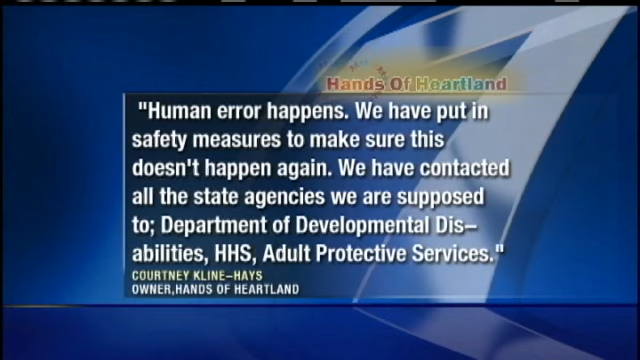 Hands Of Heartland
"Human error happens. We have put in
safety measures to make sure this
doesn't happen again. We have contacted
all the state agencies we are supposed
to; Department of Developmental Dis–
abilities, HHS, Adult Protective Services."
COURTNEY KLINE–HAYS
OWNER,HANDS OF HEARTLAND